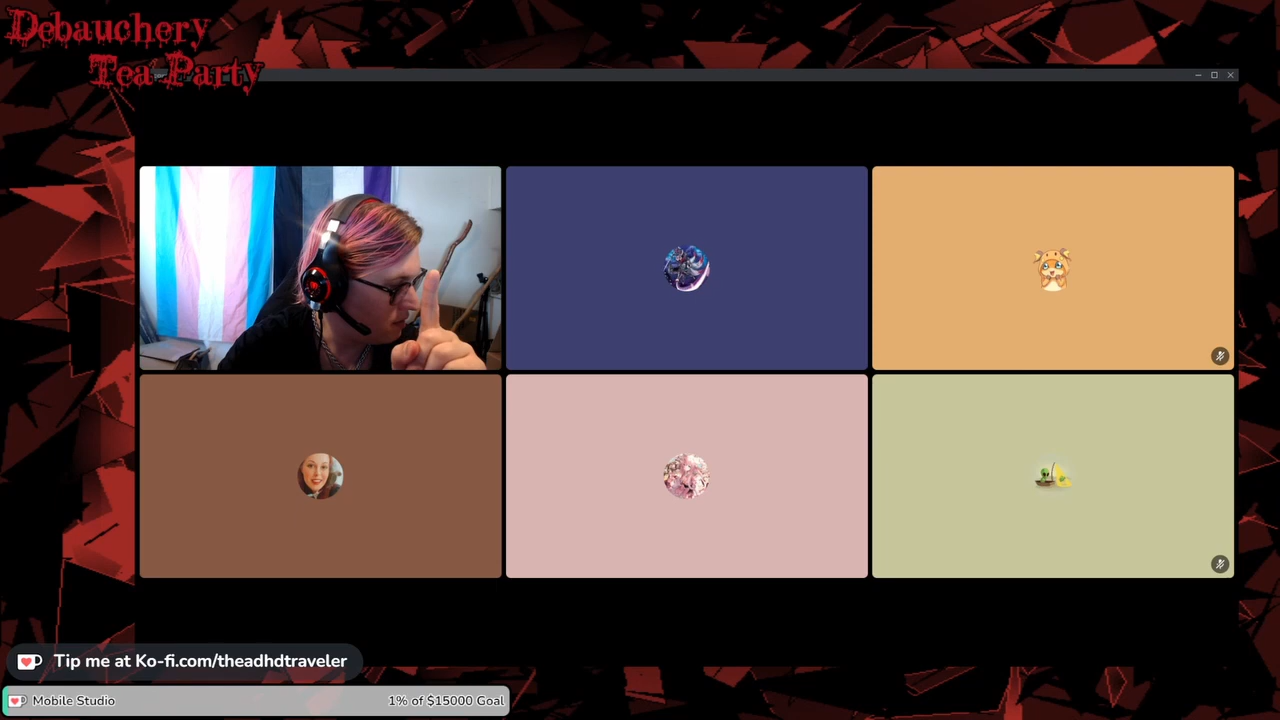 Debauchery
Tea Party
Tip me at Ko-fi.com/theadhdtraveler
Mobile Studio
1% of $15000 Goal